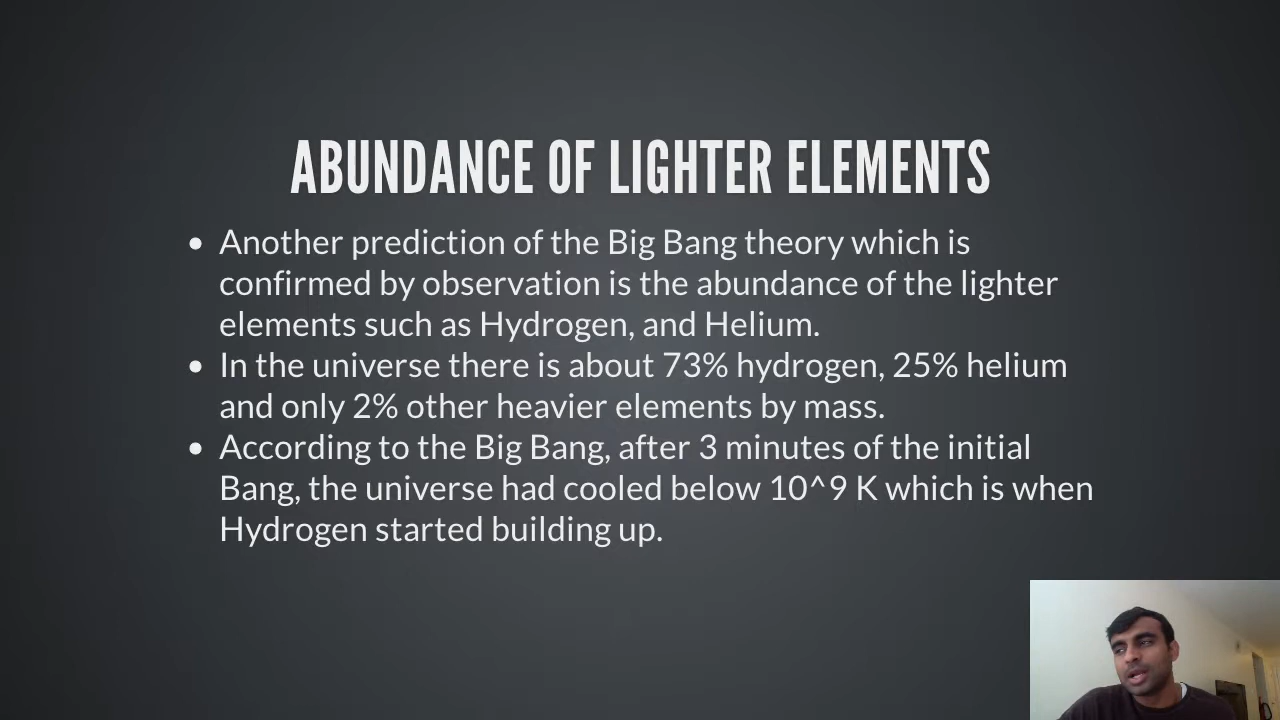 ABUNDANCE OF LIGHTER ELEMENTS
• Another prediction of the Big Bang theory which is
confirmed by observation is the abundance of the lighter
elements such as Hydrogen, and Helium.
• In the universe there is about 73% hydrogen, 25% helium
and only 2% other heavier elements by mass.
• According to the Big Bang, after 3 minutes of the initial
Bang, the universe had cooled below 10^9 K which is when
Hydrogen started building up.